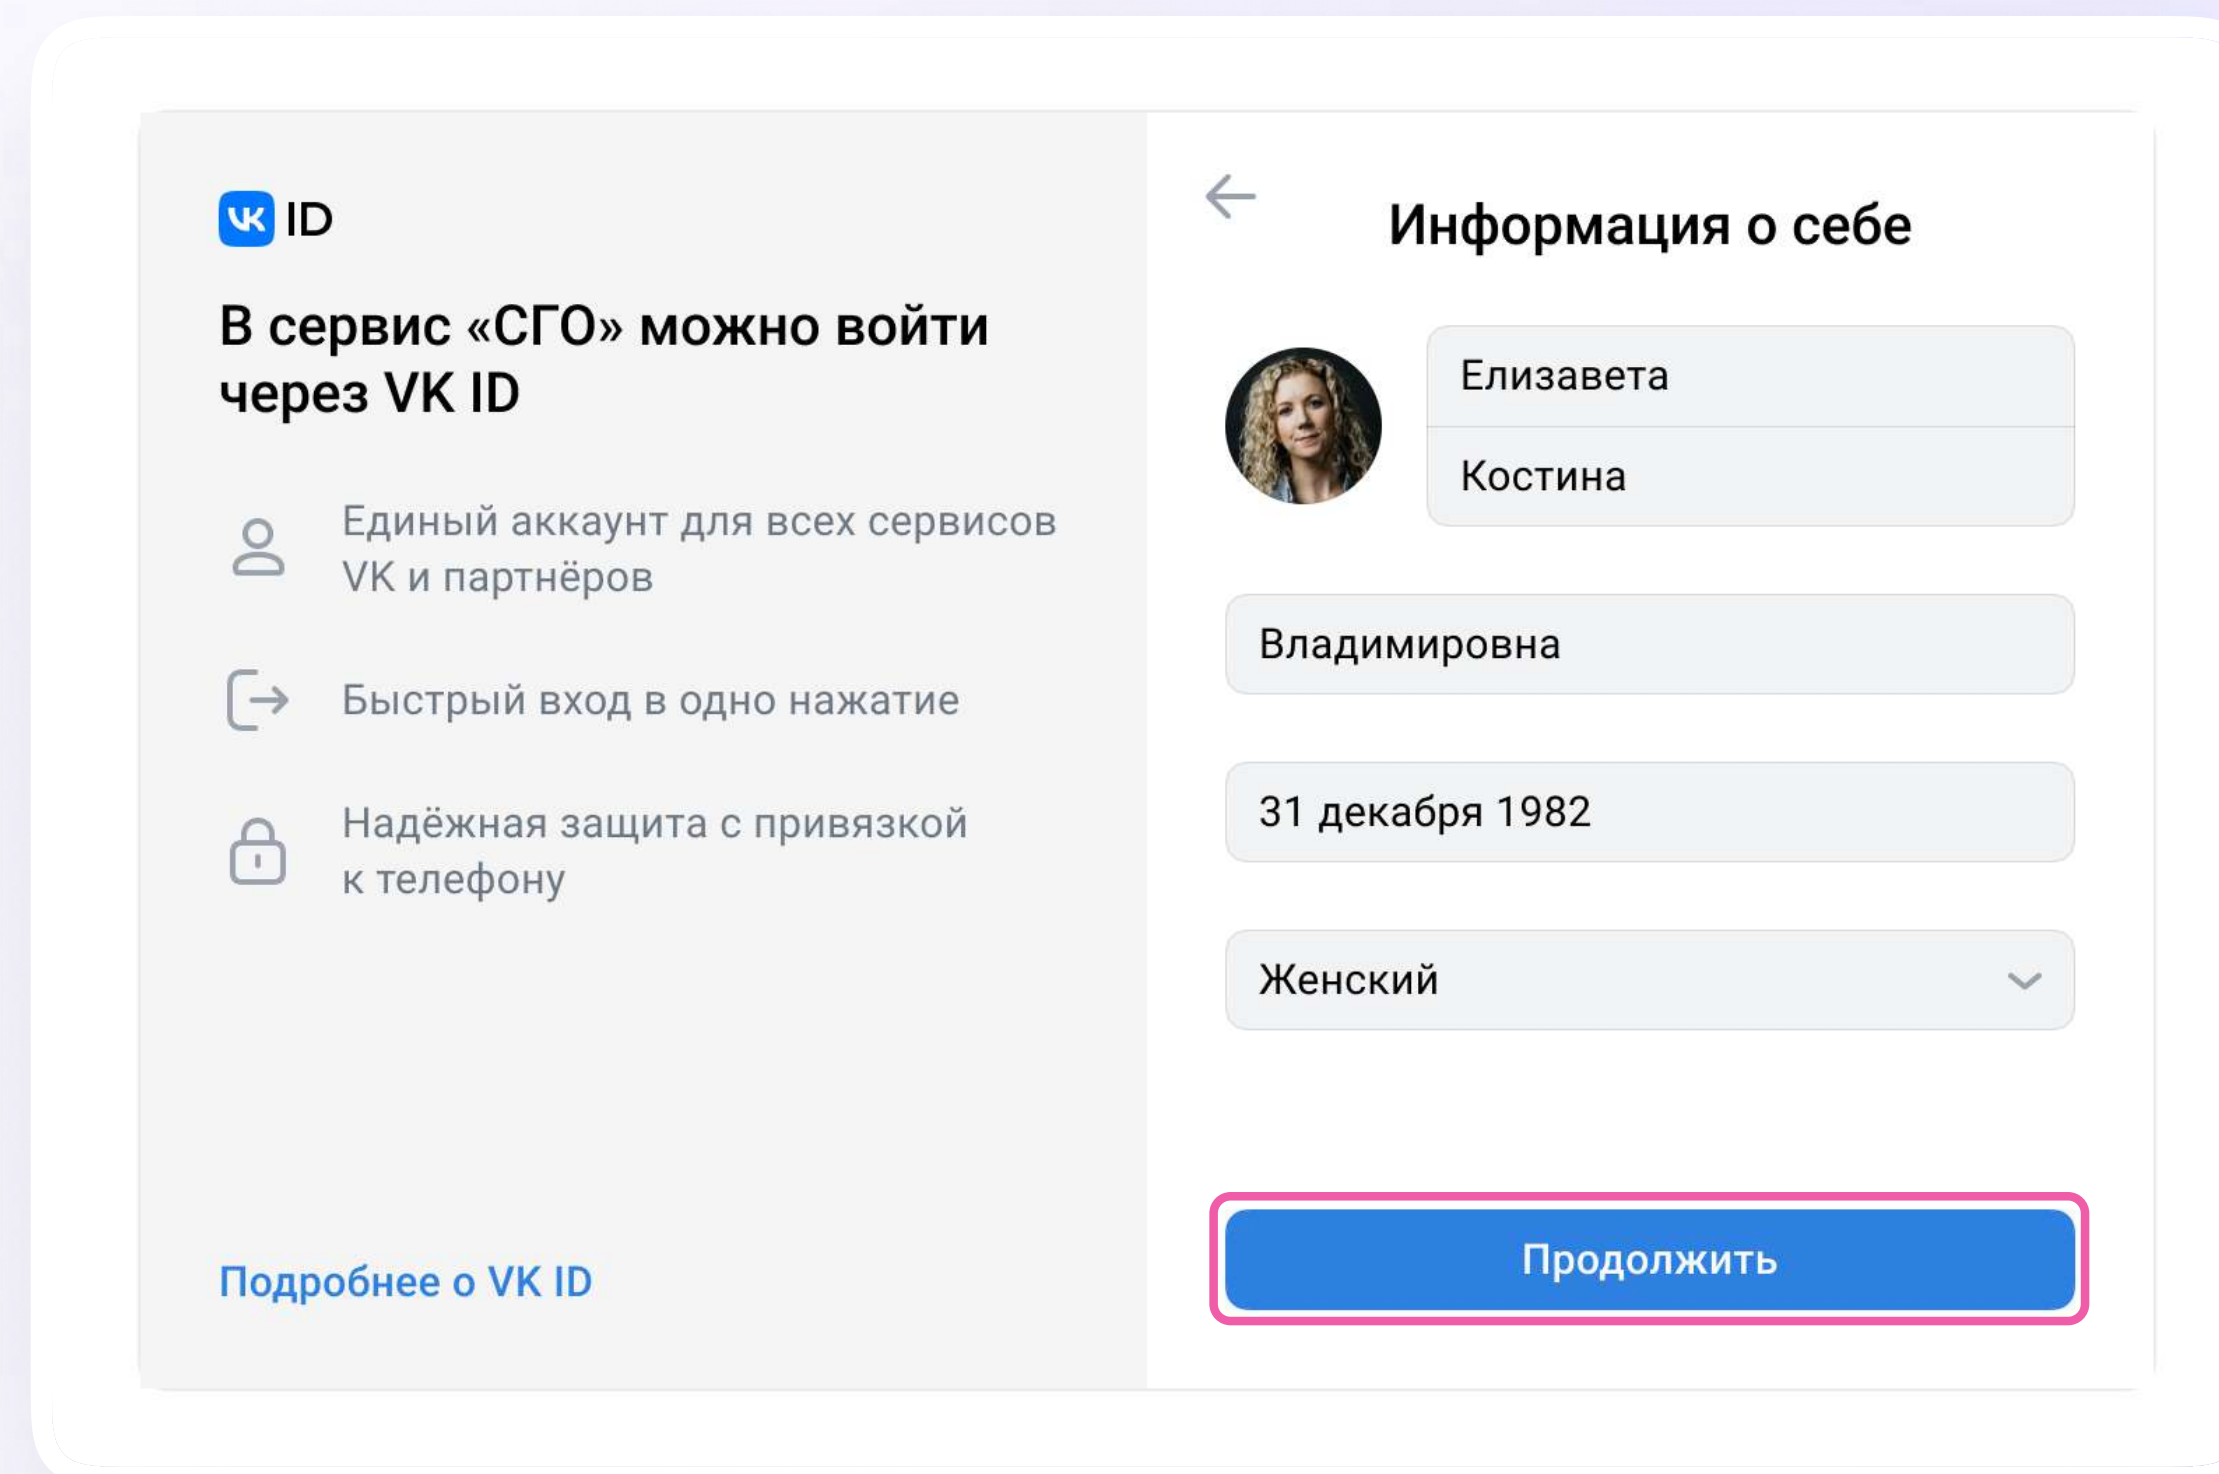 VK ID
В сервис «СГО» можно войти
через VK ID
Единый аккаунт для всех сервисов
VK и партнёров
Быстрый вход в одно нажатие
Надёжная защита с привязкой
к телефону
Подробнее о VK ID
Информация о себе
Елизавета
Костина
Владимировна
31 декабря 1982
Женский
Продолжить